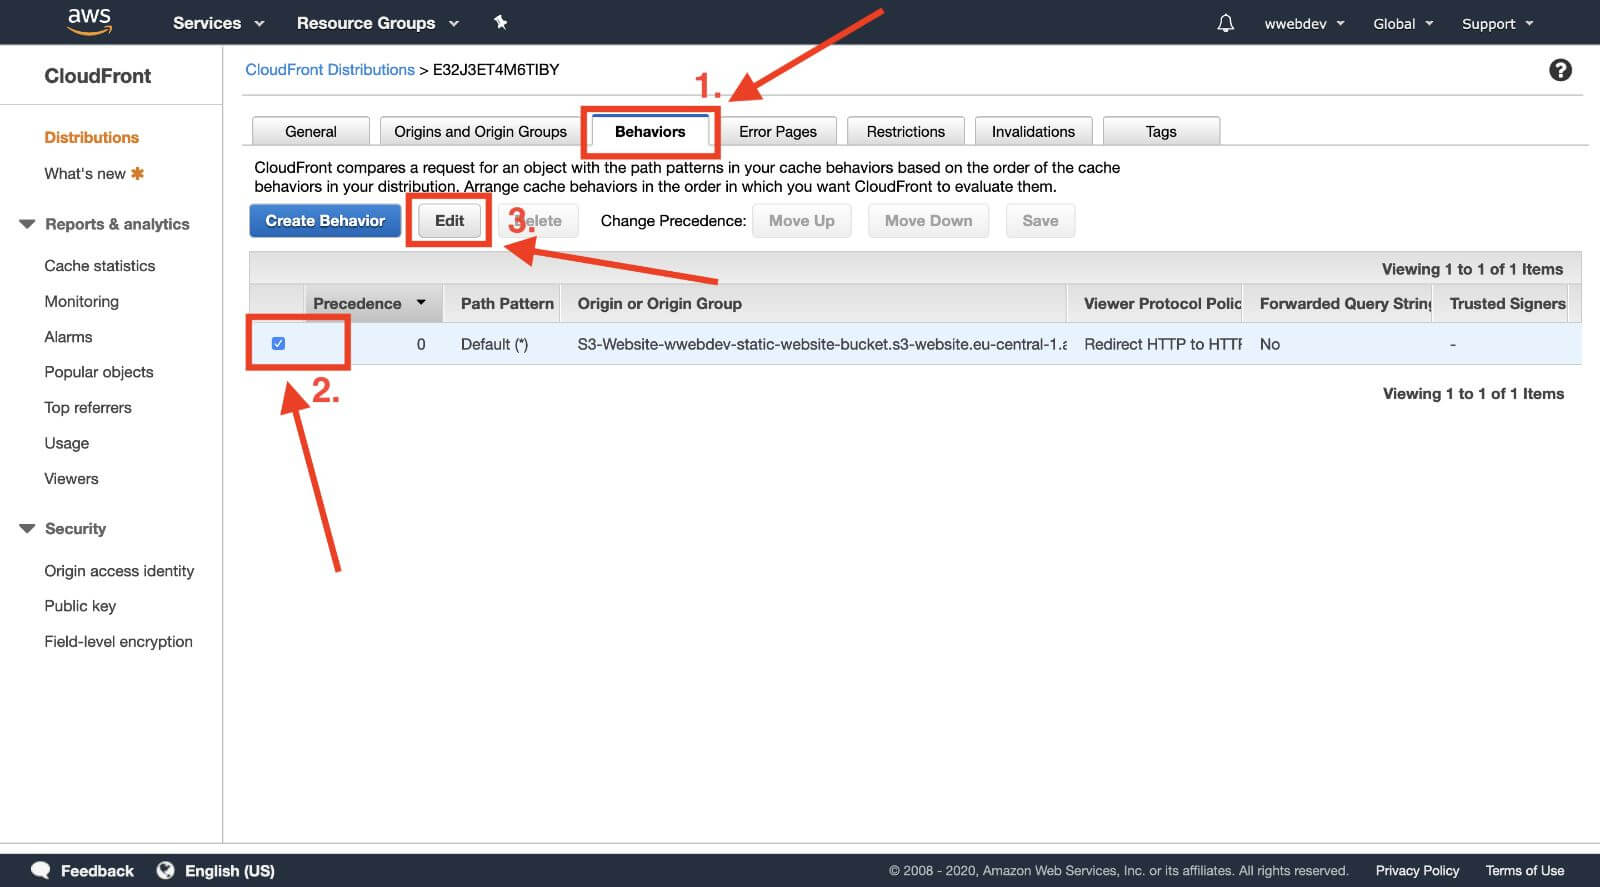 aws Services Resource Groups wwebdev Global Support
CloudFront
CloudFront Distributions > E32J3ET4M6TIBY
1.
Distributions
What's new
Reports & analytics
Cache statistics
Monitoring
Alarms
Popular objects
Top referrers
Usage
Viewers
Security
Origin access identity
Public key
Field-level encryption
General Origins and Origin Groups Behaviors Error Pages Restrictions Invalidations Tags
CloudFront compares a request for an object with the path patterns in your cache behaviors based on the order of the cache
behaviors in your distribution. Arrange cache behaviors in the order in which you want CloudFront to evaluate them.
Create Behavior Edit 3. elete Change Precedence: Move Up Move Down Save
Viewing 1 to 1 of 1 Items
Precedence Path Pattern Origin or Origin Group Viewer Protocol Polic Forwarded Query String Trusted Signers
0 Default (*) S3-Website-wwebdev-static-website-bucket.s3-website.eu-central-1.a Redirect HTTP to HTTF No -
2.
Viewing 1 to 1 of 1 Items
Feedback English (US) © 2008 - 2020, Amazon Web Services, Inc. or its affiliates. All rights reserved. Privacy Policy Terms of Use